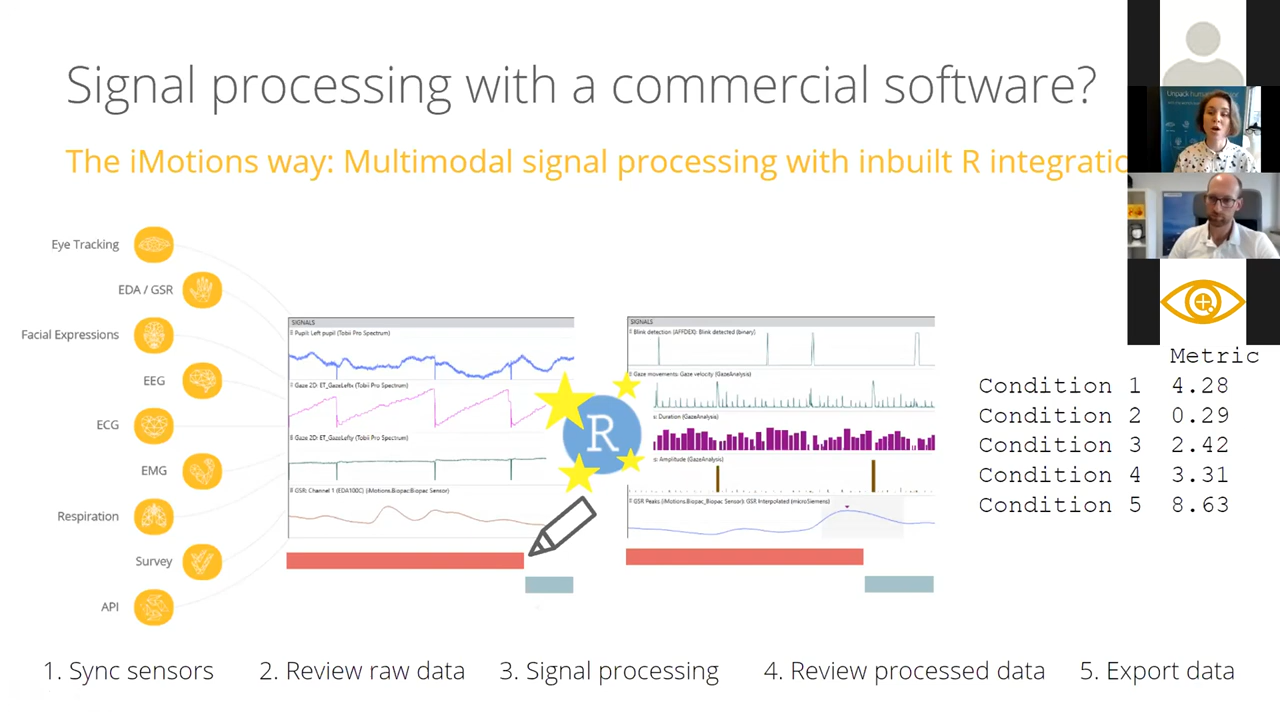 Signal processing with a commercial software?
The iMotions way: Multimodal signal processing with inbuilt R integratio
Unpack human
Eye Tracking
EDA / GSR
Facial Expressions
EEG
ECG
EMG
Respiration
Survey
API
SIGNALS
Pupil: Left pupil (Tobii Pro Spectrum)
Gaze 2D: ET_GazeLeftx (Tobii Pro Spectrum)
Gaze 2D: ET_GazeLefty (Tobii Pro Spectrum)
GSR: Channel 1 (EDA100C) (iMotions.Biopac Biopac Sensor)
R
SIGNALS
Blink detection (AFFDEX): Blink detected (binary)
Gaze movements: Gaze velocity (GazeAnalysis)
s: Duration (GazeAnalysis)
s: Amplitude (GazeAnalysis)
GSR Peaks (iMotions.Biopac_Biopac Sensor): GSR Interpolated (microSiemens)
Metric
Condition 1 4.28
Condition 2 0.29
Condition 3 2.42
Condition 4 3.31
Condition 5 8.63
1. Sync sensors
2. Review raw data
3. Signal processing
4. Review processed data
5. Export data